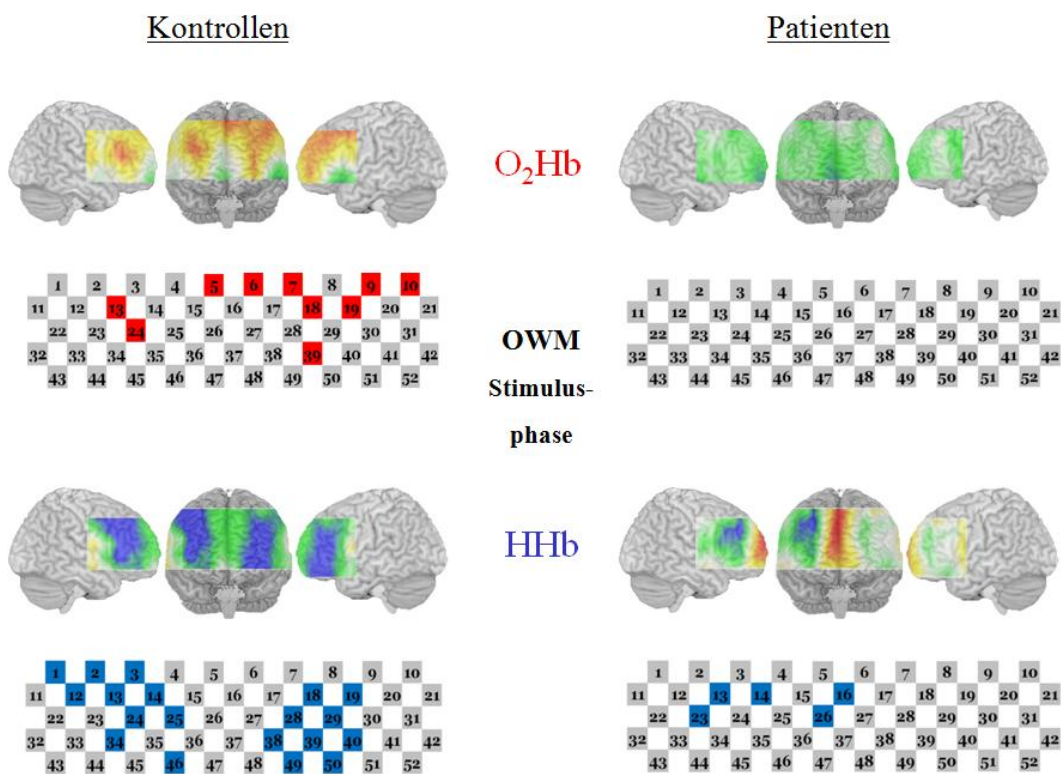 Kontrollen
Patienten
O₂Hb
1 2 3 4 5 6 7 8 9 10
11 12 13 14 15 16 17 18 19 20 21
22 23 24 25 26 27 28 29 30 31
32 33 34 35 36 37 38 39 40 41 42
43 44 45 46 47 48 49 50 51 52
OWM
Stimulus-
phase
1 2 3 4 5 6 7 8 9 10
11 12 13 14 15 16 17 18 19 20 21
22 23 24 25 26 27 28 29 30 31
32 33 34 35 36 37 38 39 40 41 42
43 44 45 46 47 48 49 50 51 52
HHb
1 2 3 4 5 6 7 8 9 10
11 12 13 14 15 16 17 18 19 20 21
22 23 24 25 26 27 28 29 30 31
32 33 34 35 36 37 38 39 40 41 42
43 44 45 46 47 48 49 50 51 52
1 2 3 4 5 6 7 8 9 10
11 12 13 14 15 16 17 18 19 20 21
22 23 24 25 26 27 28 29 30 31
32 33 34 35 36 37 38 39 40 41 42
43 44 45 46 47 48 49 50 51 52